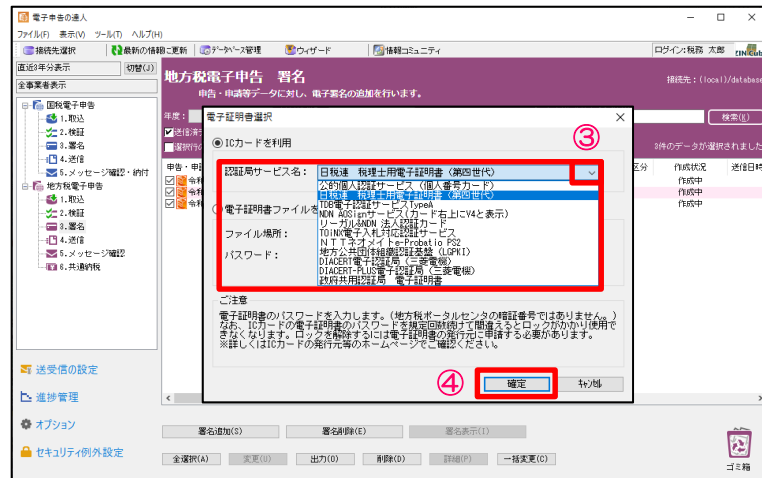 電子申告の達人
ファイル(F) 表示(V) ツール(T) ヘルプ(H)
接続先選択 最新の情報に更新 データベース管理 ウィザード 情報コミュニティ ログイン:税務 太郎
直近3年分表示 切替(J)
全事業者表示
国税電子申告
1.取込
2.検証
3.署名
4.送信
5.メッセージ確認・納付
地方税電子申告
1.取込
2.検証
3.署名
4.送信
5.メッセージ確認
6.共通納税
送受信の設定
進捗管理
オプション
セキュリティ例外設定
地方税電子申告 署名
接続先:(local)/database
申告・申請等データに対し、電子署名の追加を行います。
年度:
検索(K)
送信済
選択行の
3件のデータが選択されました
申告・申
区分 作成状況 送信日時
令和 作成中
令和 作成中
令和 作成中
電子証明書選択
③
ICカードを利用
認証局サービス名: 日税連 税理士用電子証明書(第四世代)
公的個人認証サービス(個人番号カード)
日税連 税理士用電子証明書(第四世代)
TDB電子認証サービスTypeA
NDN AOSignサービス(カード右上にV4と表示)
リーガル&NDN 法人認証カード
TOiNX電子入札対応認証サービス
NTTネオメイトe-Probatio PS2
地方公共団体組織認証基盤(LGPKI)
DIACERT電子認証局(三菱電機)
DIACERT-PLUS電子認証局(三菱電機)
政府共用認証局 電子証明書
電子証明書ファイルを
ファイル場所:
パスワード:
ご注意
電子証明書のパスワードを入力します。(地方税ポータルセンタの暗証番号ではありません。)
なお、ICカードの電子証明書のパスワードを規定回数続けて間違えるとロックがかかり使用で
きなくなります。ロックを解除するには電子証明書の発行元に申請する必要があります。
※詳しくはICカードの発行元等のホームページでご確認ください。
④
確定 キャンセル
署名追加(S) 署名削除(E) 署名表示(I)
全選択(A) 変更(U) 出力(O) 削除(D) 詳細(P) 一括変更(C)
ゴミ箱